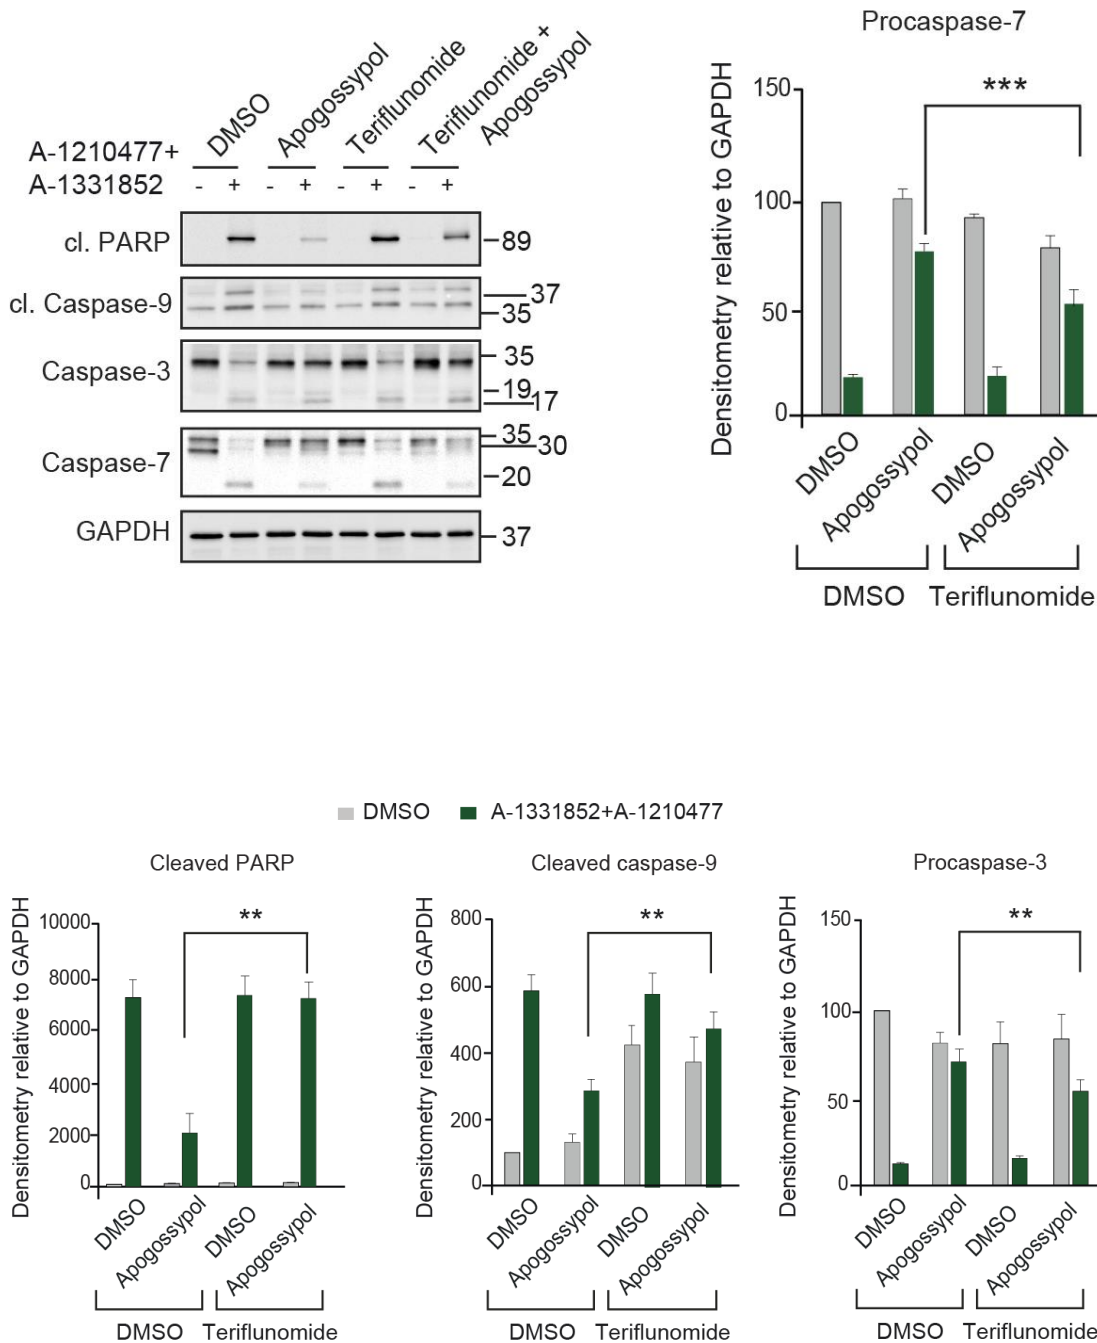 DMSO
Apogossypol
Teriflunomide
Teriflunomide +
Apogossypol
A-1210477+
A-1331852 - + - + - + - +
cl. PARP 89
cl. Caspase-9 37
35
Caspase-3 35
19
17
Caspase-7 35
30
20
GAPDH 37
Procaspase-7
Densitometry relative to GAPDH
150
***
100
50
0
DMSO
Apogossypol
DMSO
Apogossypol
DMSO Teriflunomide
DMSO A-1331852+A-1210477
Cleaved PARP
Densitometry relative to GAPDH
10000
**
8000
6000
4000
2000
0
DMSO
Apogossypol
DMSO
Apogossypol
DMSO Teriflunomide
Cleaved caspase-9
Densitometry relative to GAPDH
800
**
600
400
200
0
DMSO
Apogossypol
DMSO
Apogossypol
DMSO Teriflunomide
Procaspase-3
Densitometry relative to GAPDH
150
**
100
50
0
DMSO
Apogossypol
DMSO
Apogossypol
DMSO Teriflunomide